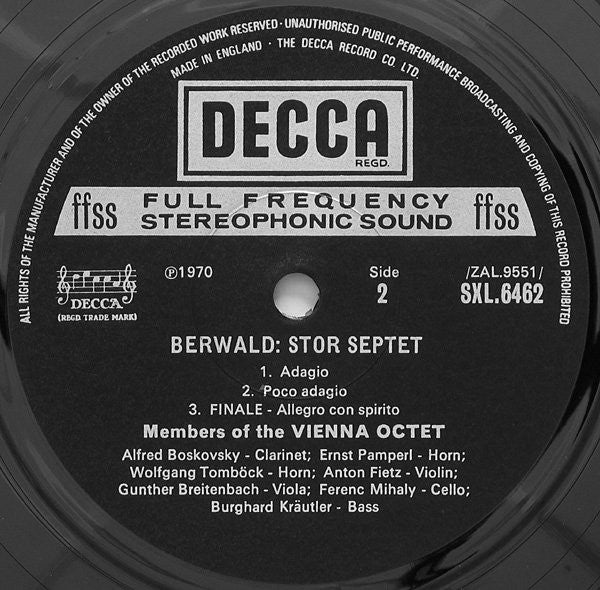 ALL RIGHTS OF THE MANUFACTURER AND OF THE OWNER OF THE RECORDED WORK RESERVED · UNAUTHORISED PUBLIC PERFORMANCE BROADCASTING AND COPYING OF THIS RECORD PROHIBITED
MADE IN ENGLAND · THE DECCA RECORD CO. LTD.
DECCA
REGD.
ffss FULL FREQUENCY STEREOPHONIC SOUND ffss
DECCA
(REGD. TRADE MARK)
℗1970
Side
2
/ZAL.9551/
SXL.6462
BERWALD: STOR SEPTET
1. Adagio
2. Poco adagio
3. FINALE - Allegro con spirito
Members of the VIENNA OCTET
Alfred Boskovsky - Clarinet; Ernst Pamperl - Horn;
Wolfgang Tomböck - Horn; Anton Fietz - Violin;
Gunther Breitenbach - Viola; Ferenc Mihaly - Cello;
Burghard Kräutler - Bass